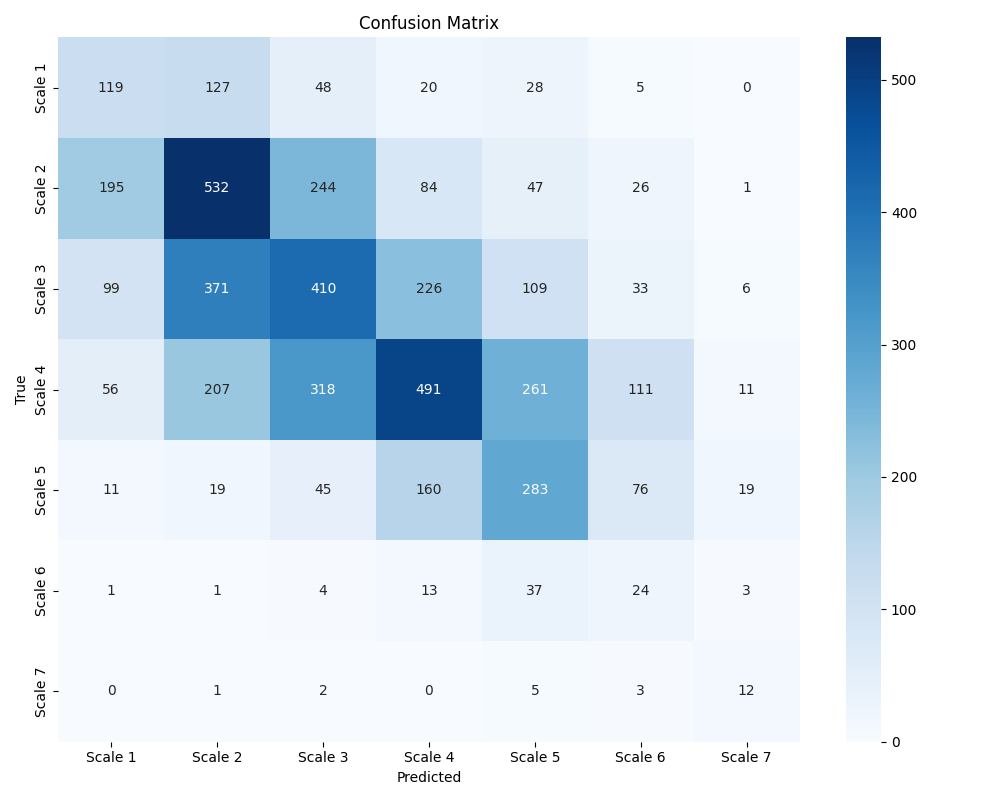 Confusion Matrix
Scale 1 119 127 48 20 28 5 0
Scale 2 195 532 244 84 47 26 1
Scale 3 99 371 410 226 109 33 6
Scale 4 56 207 318 491 261 111 11
Scale 5 11 19 45 160 283 76 19
Scale 6 1 1 4 13 37 24 3
Scale 7 0 1 2 0 5 3 12
Scale 1 Scale 2 Scale 3 Scale 4 Scale 5 Scale 6 Scale 7
Predicted
True
500
400
300
200
100
0